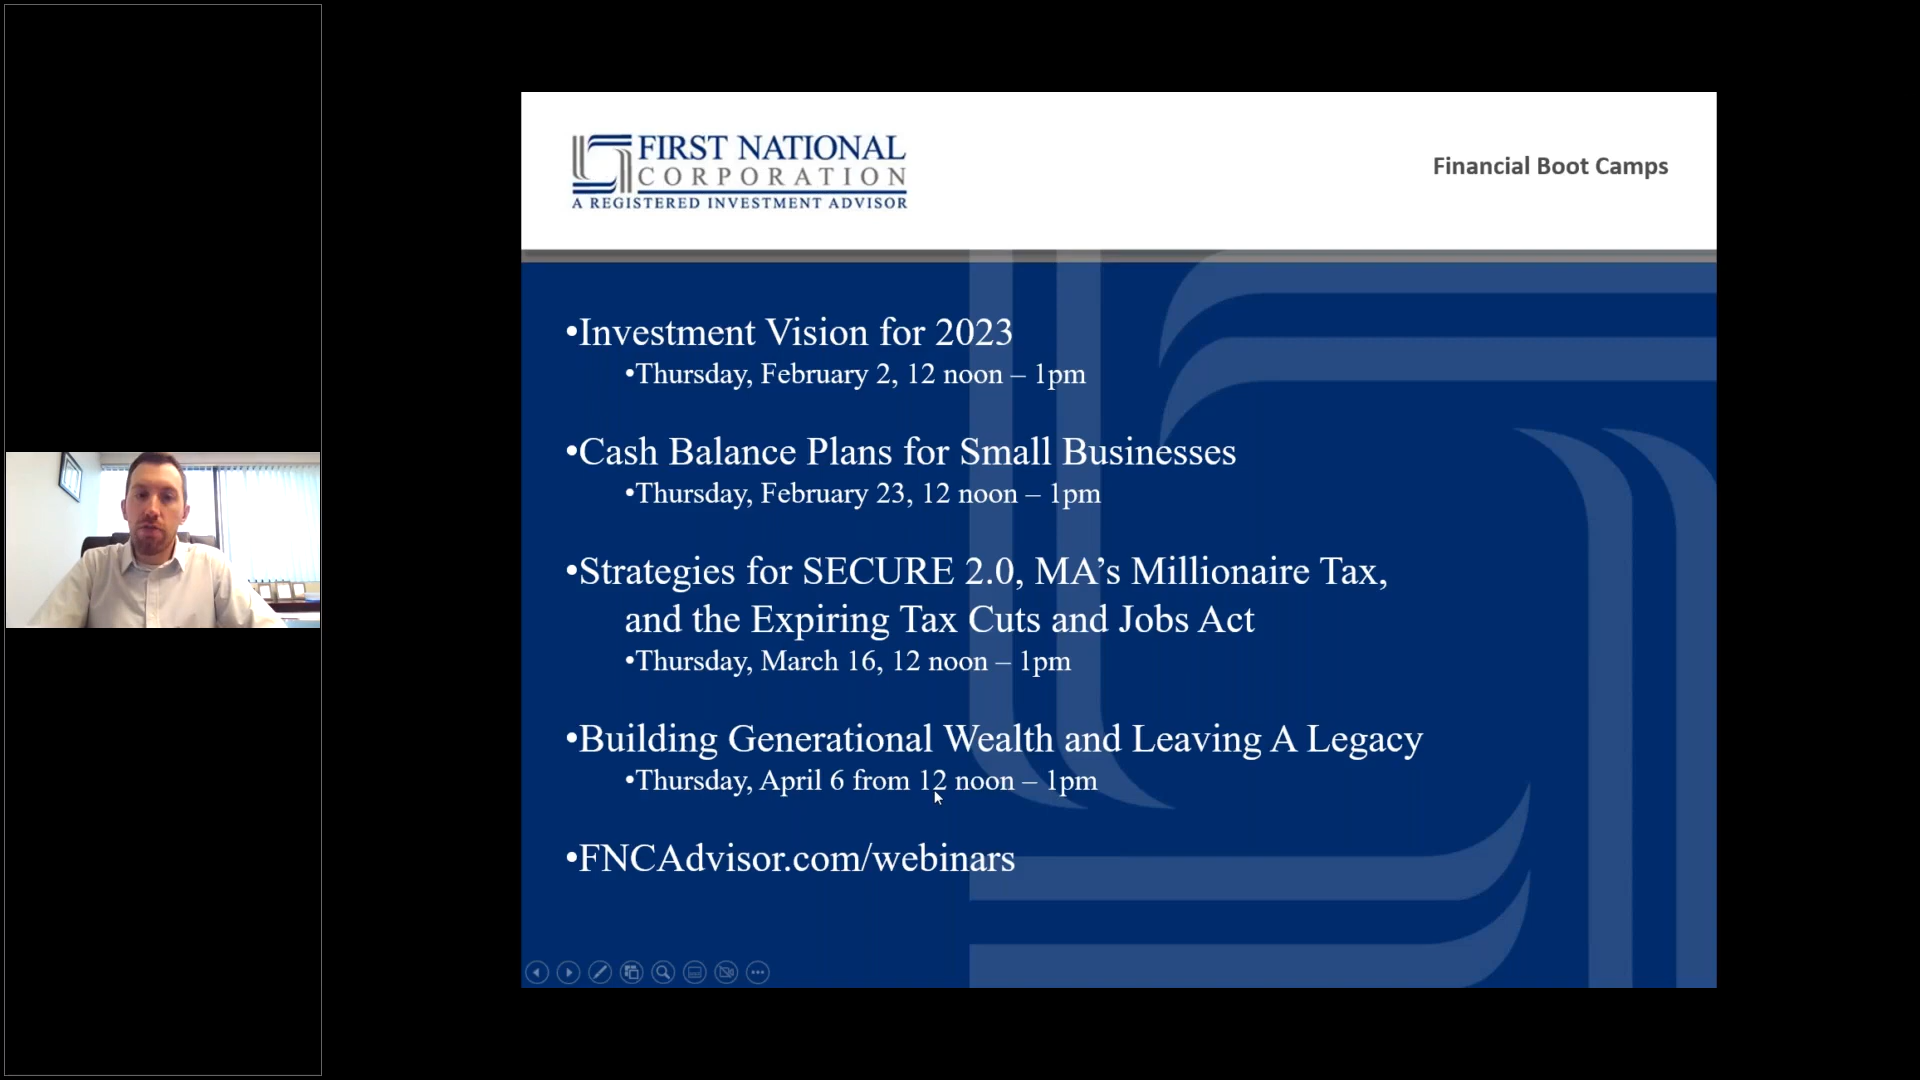 FIRST NATIONAL
CORPORATION
A REGISTERED INVESTMENT ADVISOR
Financial Boot Camps
•Investment Vision for 2023
•Thursday, February 2, 12 noon – 1pm
•Cash Balance Plans for Small Businesses
•Thursday, February 23, 12 noon – 1pm
•Strategies for SECURE 2.0, MA’s Millionaire Tax,
and the Expiring Tax Cuts and Jobs Act
•Thursday, March 16, 12 noon – 1pm
•Building Generational Wealth and Leaving A Legacy
•Thursday, April 6 from 12 noon – 1pm
•FNCAdvisor.com/webinars